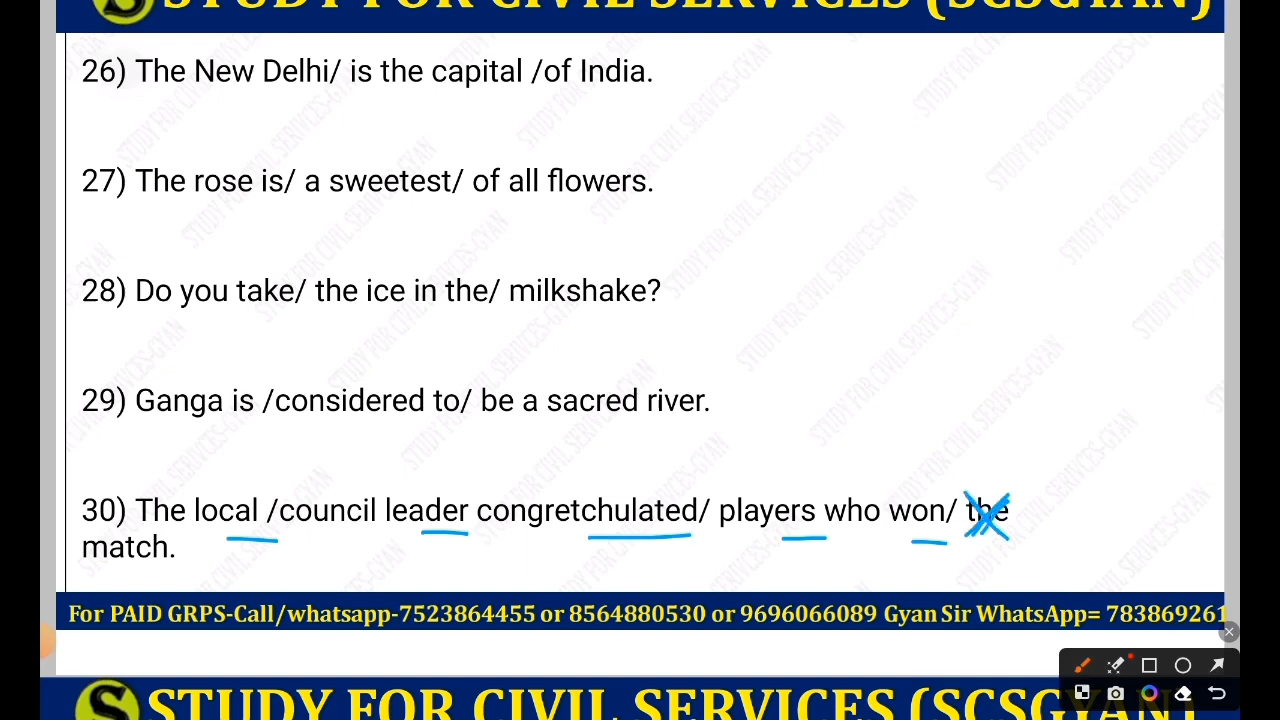 STUDY FOR CIVIL SERVICES (SCSGYAN)
26) The New Delhi/ is the capital /of India.
27) The rose is/ a sweetest/ of all flowers.
28) Do you take/ the ice in the/ milkshake?
29) Ganga is /considered to/ be a sacred river.
30) The local /council leader congretchulated/ players who won/ the
match.
For PAID GRPS-Call/whatsapp-7523864455 or 8564880530 or 9696066089 Gyan Sir WhatsApp= 783869261
STUDY FOR CIVIL SERVICES (SCSGYAN)